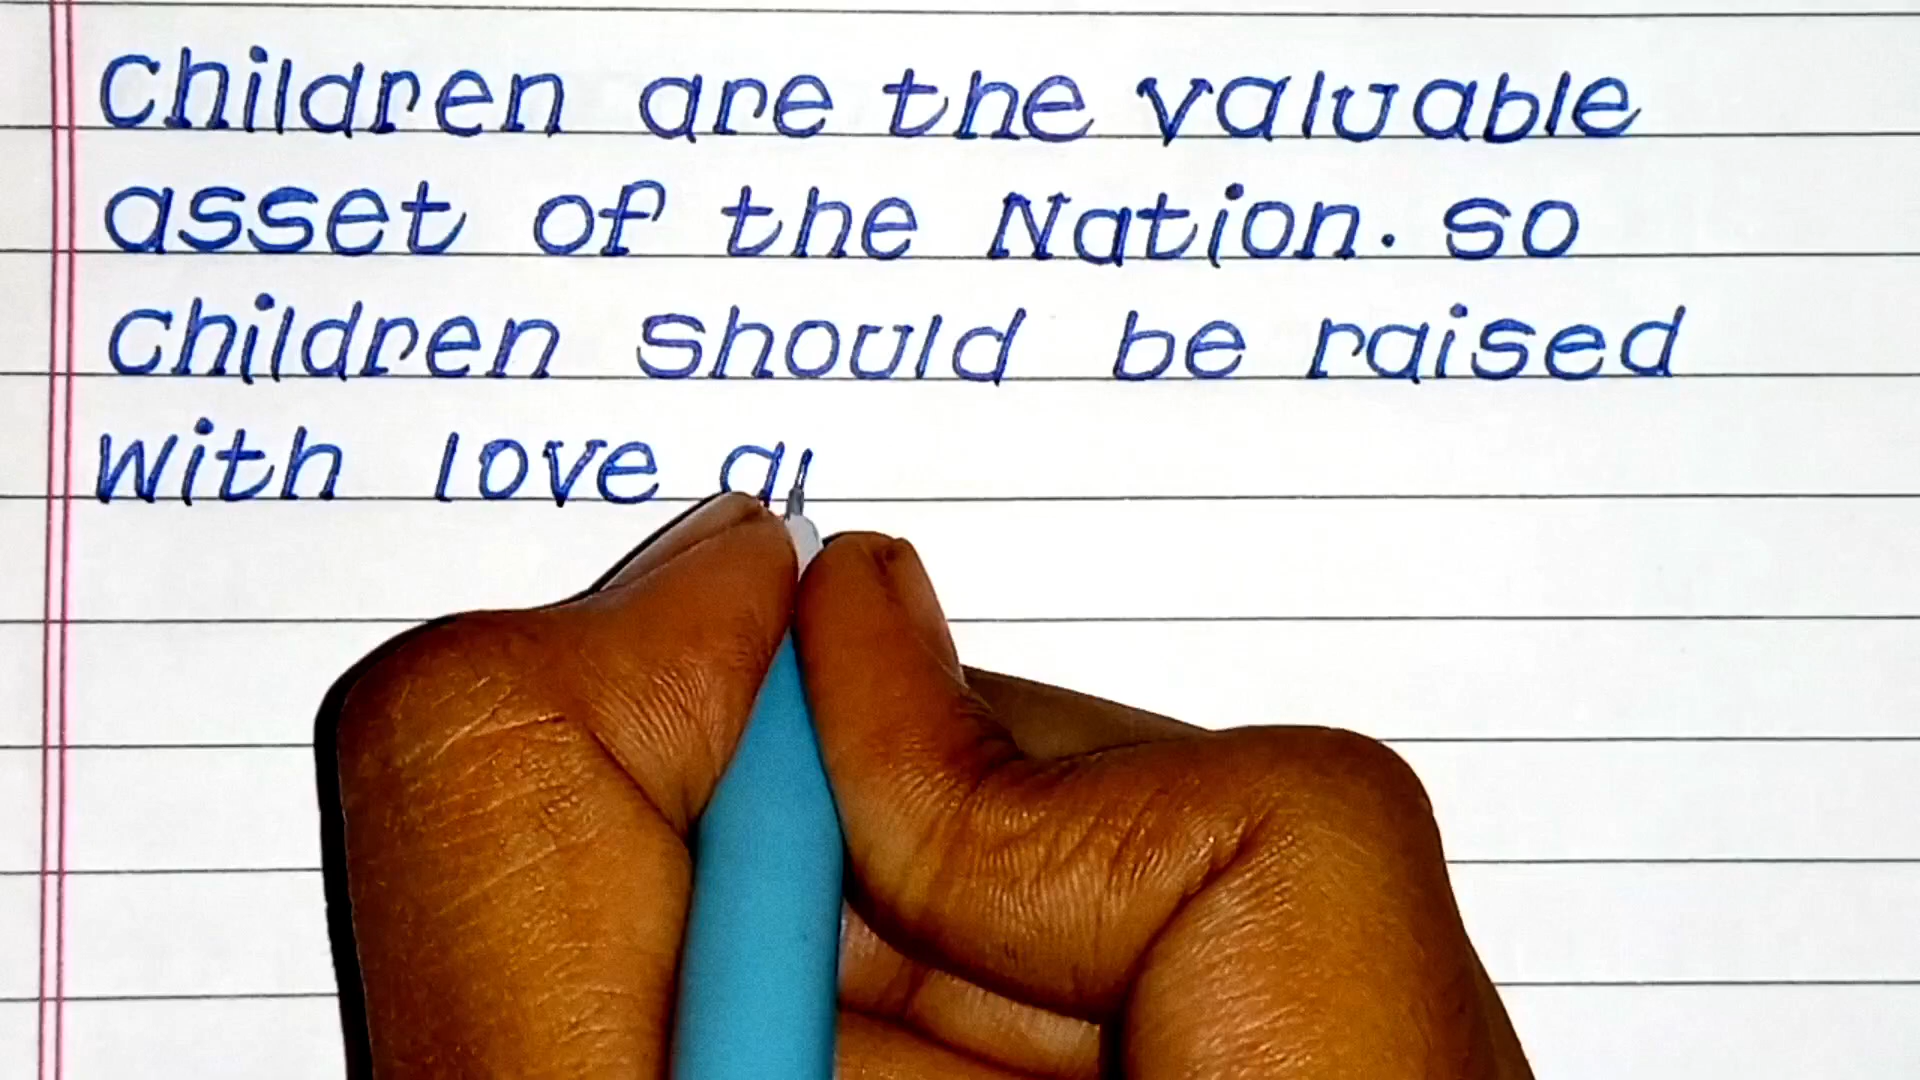 Children are the valuable
asset of the Nation. So
children should be raised
with love